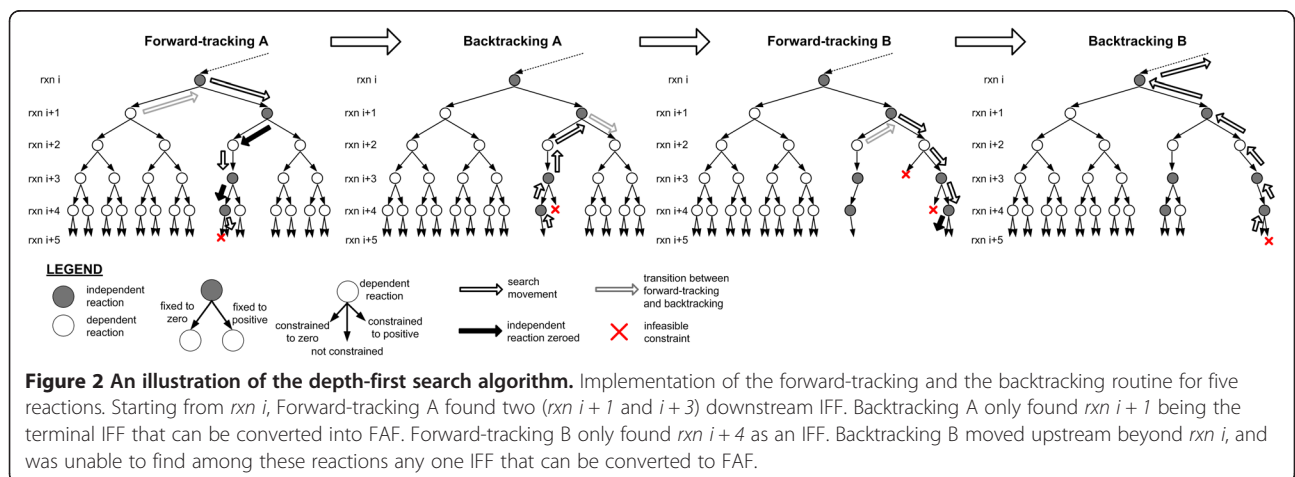 Forward-tracking A
Backtracking A
Forward-tracking B
Backtracking B
rxn i
rxn i+1
rxn i+2
rxn i+3
rxn i+4
rxn i+5
rxn i
rxn i+1
rxn i+2
rxn i+3
rxn i+4
rxn i+5
rxn i
rxn i+1
rxn i+2
rxn i+3
rxn i+4
rxn i+5
rxn i
rxn i+1
rxn i+2
rxn i+3
rxn i+4
rxn i+5
LEGEND
independent
reaction
dependent
reaction
fixed to
zero
fixed to
positive
dependent
reaction
constrained
to zero
not constrained
constrained
to positive
search
movement
independent
reaction zeroed
transition between
forward-tracking
and backtracking
infeasible
constraint
Figure 2 An illustration of the depth-first search algorithm. Implementation of the forward-tracking and the backtracking routine for five
reactions. Starting from rxn i, Forward-tracking A found two (rxn i + 1 and i + 3) downstream IFF. Backtracking A only found rxn i + 1 being the
terminal IFF that can be converted into FAF. Forward-tracking B only found rxn i + 4 as an IFF. Backtracking B moved upstream beyond rxn i, and
was unable to find among these reactions any one IFF that can be converted to FAF.